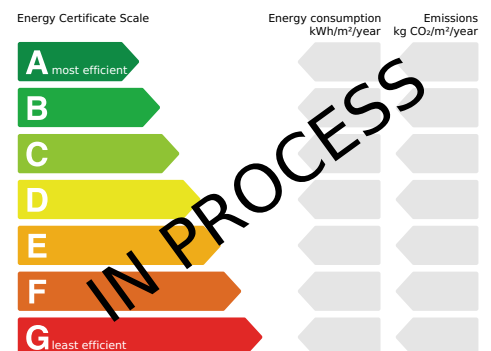 Energy Certificate Scale
Energy consumption
kWh/m²/year
Emissions
kg CO₂/m²/year
A most efficient
B
C
D
E
F
G least efficient
IN PROCESS